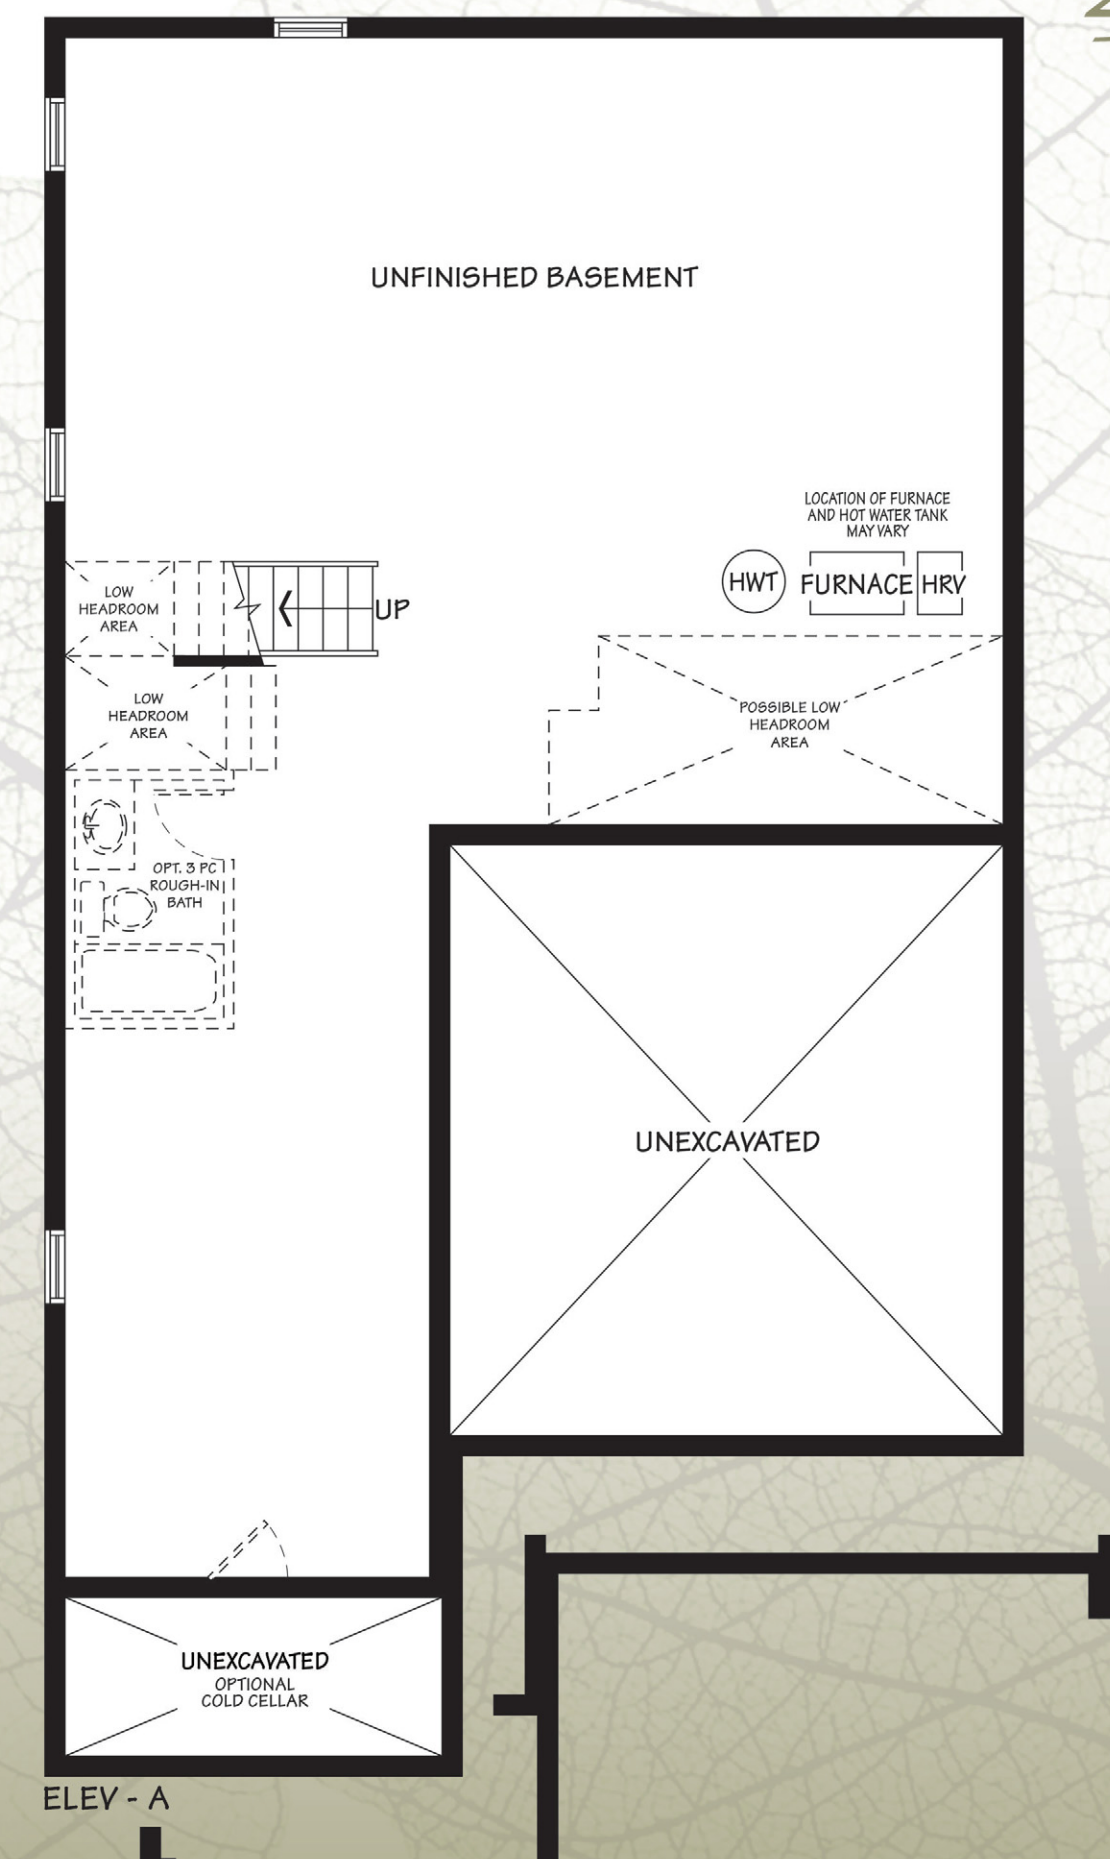 UNFINISHED BASEMENT
LOCATION OF FURNACE
AND HOT WATER TANK
MAY VARY
HWT
FURNACE
HRV
LOW
HEADROOM
AREA
UP
LOW
HEADROOM
AREA
POSSIBLE LOW
HEADROOM
AREA
OPT. 3 PC
ROUGH-IN
BATH
UNEXCAVATED
UNEXCAVATED
OPTIONAL
COLD CELLAR
ELEV - A